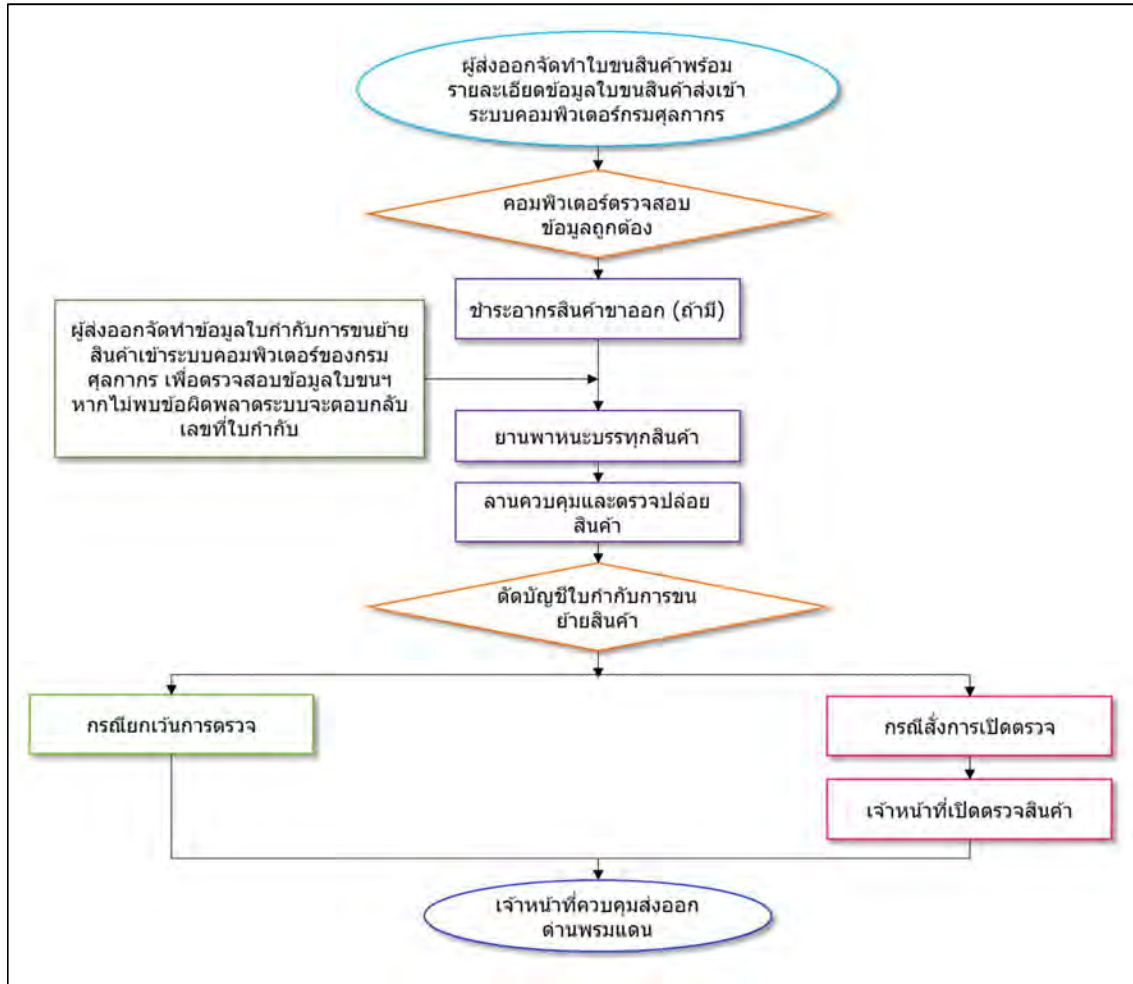 ผู้ส่งออกจัดทำใบขนสินค้าพร้อม
รายละเอียดข้อมูลใบขนสินค้าส่งเข้า
ระบบคอมพิวเตอร์กรมศุลกากร
คอมพิวเตอร์ตรวจสอบ
ข้อมูลถูกต้อง
ชำระอากรสินค้าขาออก (ถ้ามี)
ผู้ส่งออกจัดทำข้อมูลใบกำกับการขนย้าย
สินค้าเข้าระบบคอมพิวเตอร์ของกรม
ศุลกากร เพื่อตรวจสอบข้อมูลใบขนฯ
หากไม่พบข้อผิดพลาดระบบจะตอบกลับ
เลขที่ใบกำกับ
ยานพาหนะบรรทุกสินค้า
ลานควบคุมและตรวจปล่อย
สินค้า
ตัดบัญชีใบกำกับการขน
ย้ายสินค้า
กรณียกเว้นการตรวจ
กรณีสั่งการเปิดตรวจ
เจ้าหน้าที่เปิดตรวจสินค้า
เจ้าหน้าที่ควบคุมส่งออก
ด่านพรมแดน